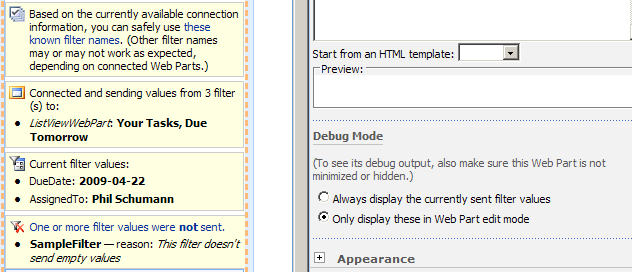 Based on the currently available connection
information, you can safely use these
known filter names. (Other filter names
may or may not work as expected,
depending on connected Web Parts.)
Connected and sending values from 3 filter
(s) to:
ListViewWebPart: Your Tasks, Due
Tomorrow
Current filter values:
DueDate: 2009-04-22
AssignedTo: Phil Schumann
One or more filter values were not sent.
SampleFilter — reason: This filter doesn't
send empty values
Start from an HTML template:
Preview:
Debug Mode
(To see its debug output, also make sure this Web Part is not
minimized or hidden.)
Always display the currently sent filter values
Only display these in Web Part edit mode
Appearance